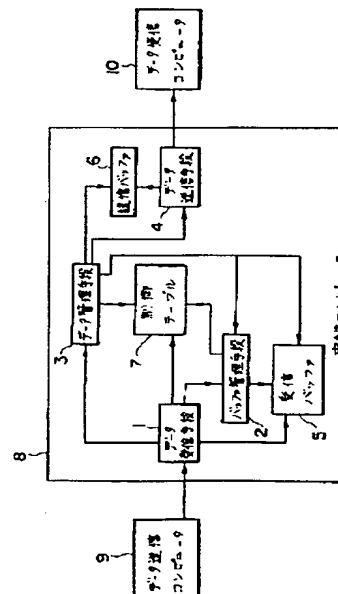 8
9
データ送信
コンピュータ
1
データ
受信手段
3
データ管理手段
7
制御
テーブル
2
バッファ管理手段
5
受信
バッファ
6
送信バッファ
4
データ
送信手段
10
データ受信
コンピュータ